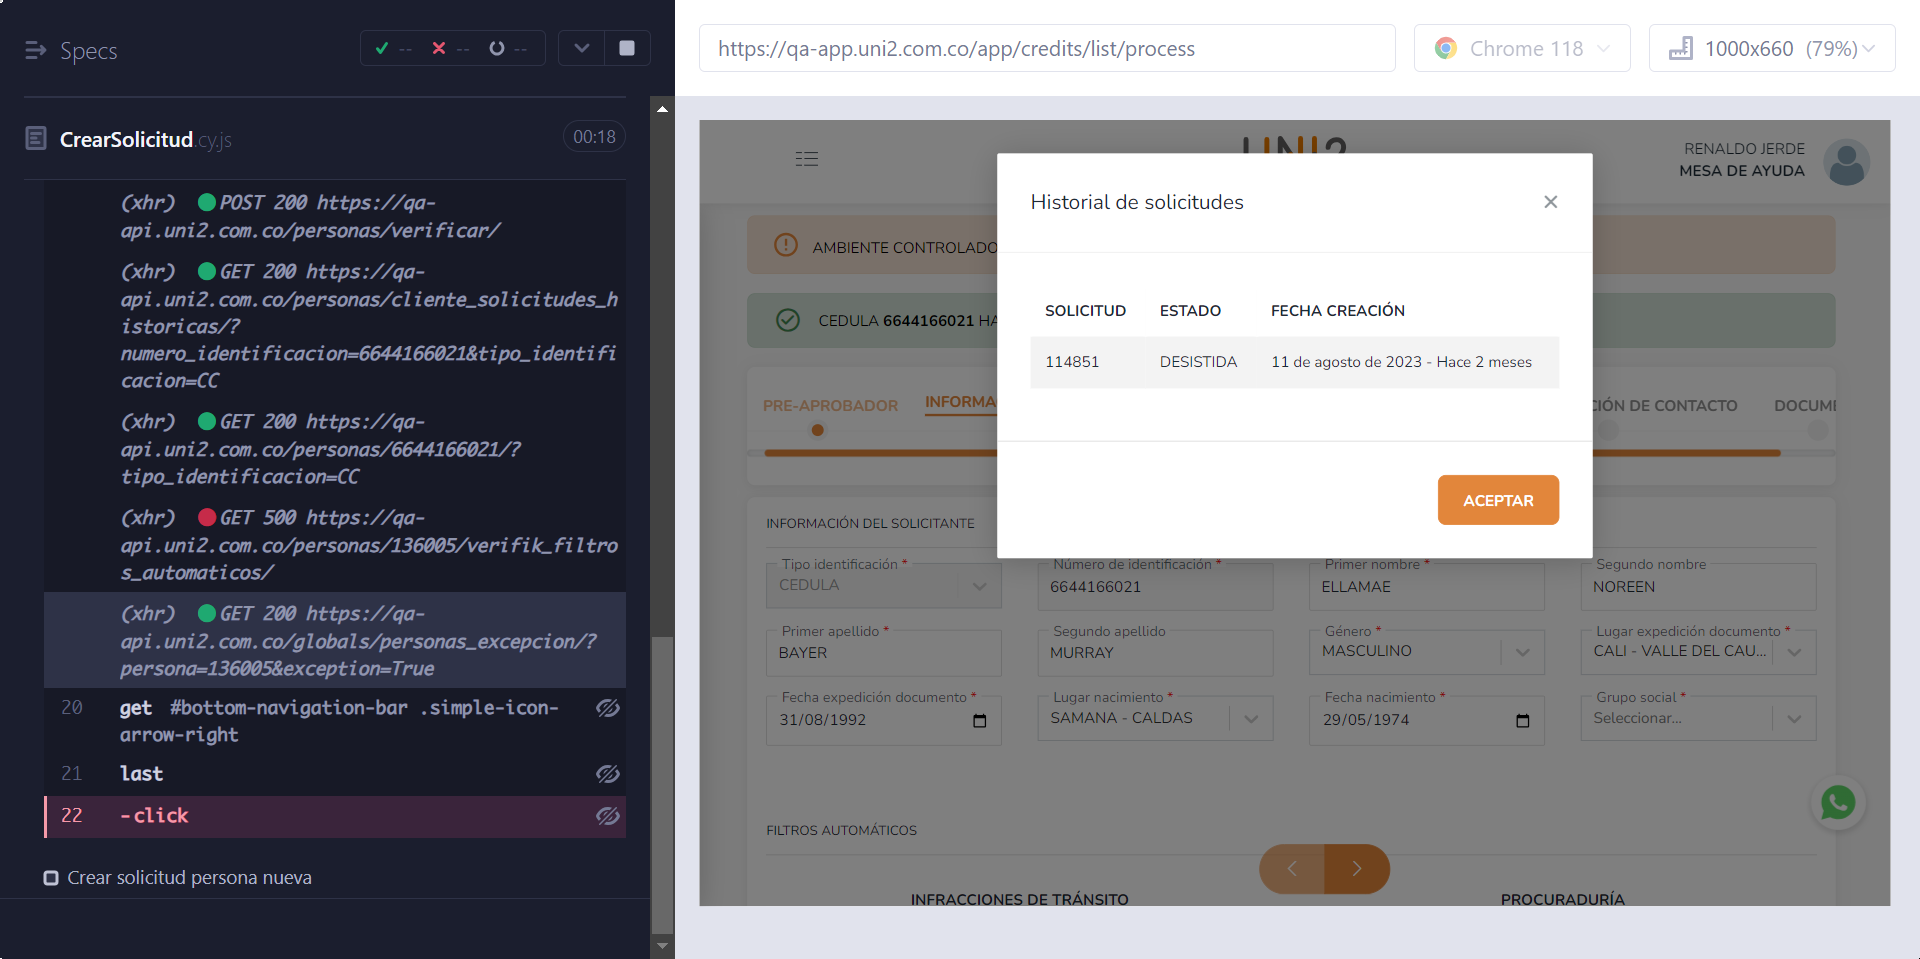 Specs
--
--
--
CrearSolicitud.cy.js
00:18
(xhr) POST 200 https://qa-
api.uni2.com.co/personas/verificar/
(xhr) GET 200 https://qa-
api.uni2.com.co/personas/cliente_solicitudes_h
istoricas/?
numero_identificacion=6644166021&tipo_identifi
cacion=CC
(xhr) GET 200 https://qa-
api.uni2.com.co/personas/6644166021/?
tipo_identificacion=CC
(xhr) GET 500 https://qa-
api.uni2.com.co/personas/136005/verifik_filtro
s_automaticos/
(xhr) GET 200 https://qa-
api.uni2.com.co/globals/personas_excepcion/?
persona=136005&exception=True
20 get #bottom-navigation-bar .simple-icon-
arrow-right
21 last
22 -click
Crear solicitud persona nueva
https://qa-app.uni2.com.co/app/credits/list/process
Chrome 118
1000x660 (79%)
UNI2
RENALDO JERDE
MESA DE AYUDA
AMBIENTE CONTROLADO
CEDULA 6644166021 HA
PRE-APROBADOR
INFORMA
CIÓN DE CONTACTO
DOCUME
Historial de solicitudes
×
SOLICITUD ESTADO FECHA CREACIÓN
114851 DESISTIDA 11 de agosto de 2023 - Hace 2 meses
ACEPTAR
INFORMACIÓN DEL SOLICITANTE
Tipo identificación * Número de identificación * Primer nombre * Segundo nombre
CEDULA 6644166021 ELLAMAE NOREEN
Primer apellido * Segundo apellido Género * Lugar expedición documento *
BAYER MURRAY MASCULINO CALI - VALLE DEL CAU...
Fecha expedición documento * Lugar nacimiento * Fecha nacimiento * Grupo social *
31/08/1992 SAMANA - CALDAS 29/05/1974 Seleccionar...
FILTROS AUTOMÁTICOS
INFRACCIONES DE TRÁNSITO PROCURADURÍA